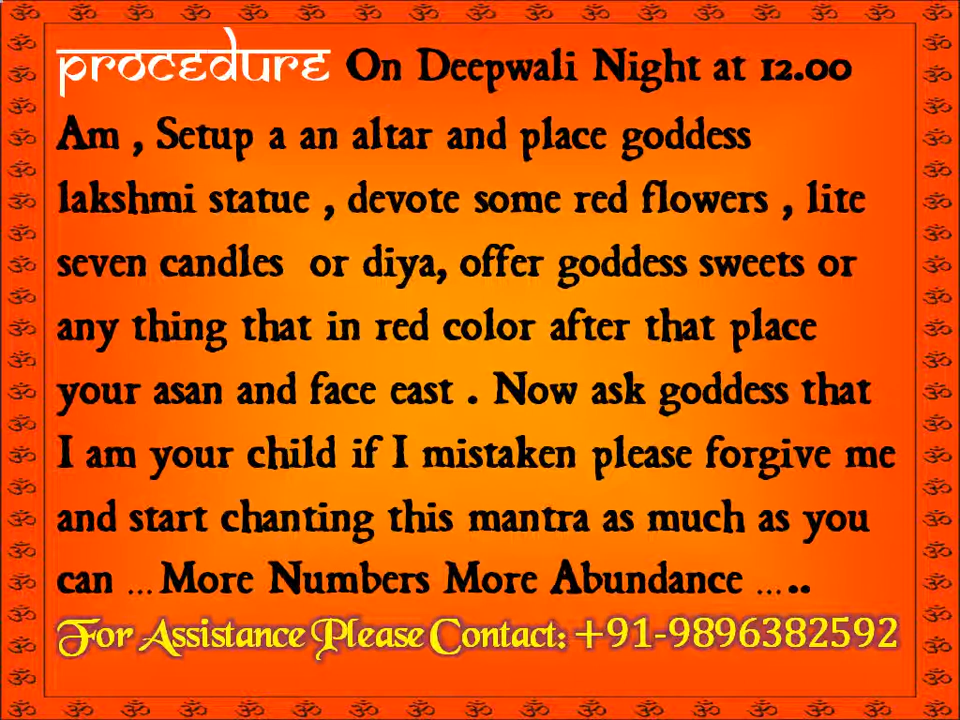 PROCEDURE On Deepwali Night at 12.00
Am , Setup a an altar and place goddess
lakshmi statue , devote some red flowers , lite
seven candles or diya, offer goddess sweets or
any thing that in red color after that place
your asan and face east . Now ask goddess that
I am your child if I mistaken please forgive me
and start chanting this mantra as much as you
can ... More Numbers More Abundance ... ..
For Assistance Please Contact: +91-9896382592